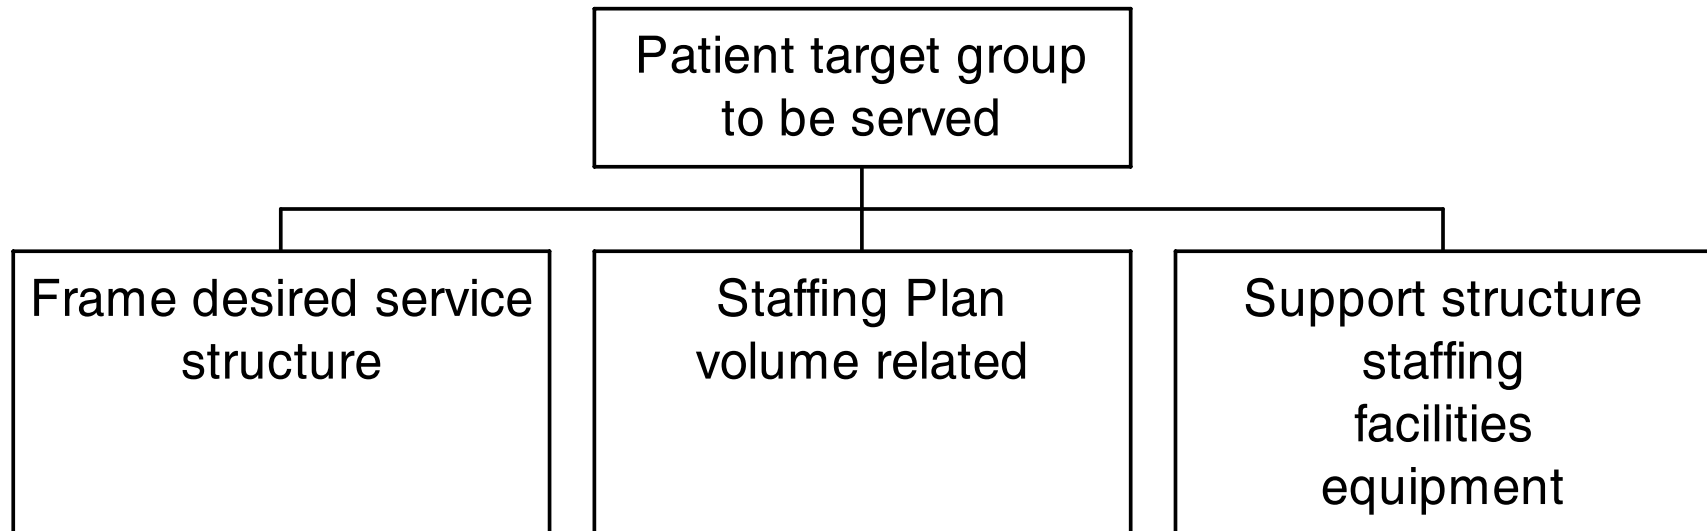 Patient target group
to be served
Frame desired service
structure
Staffing Plan
volume related
Support structure
staffing
facilities
equipment